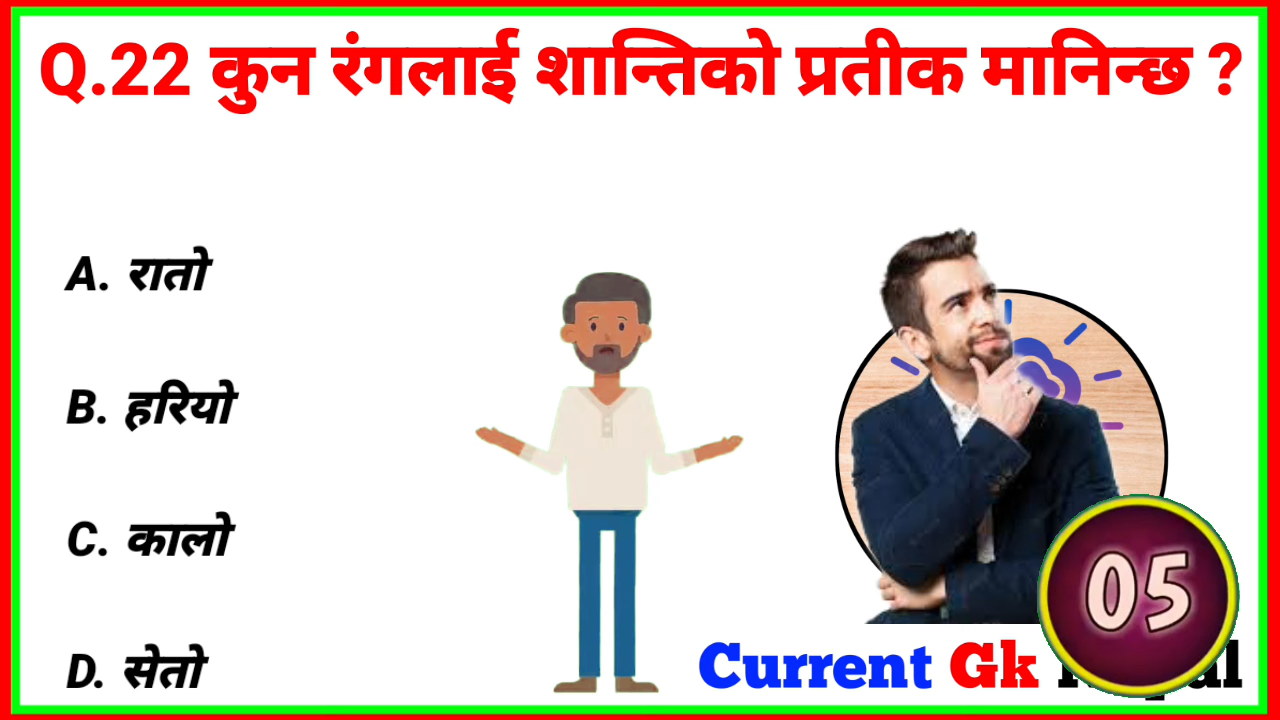 Q.22 कुन रंगलाई शान्तिको प्रतीक मानिन्छ ?
A. रातो
B. हरियो
C. कालो
D. सेतो
05
Current Gk